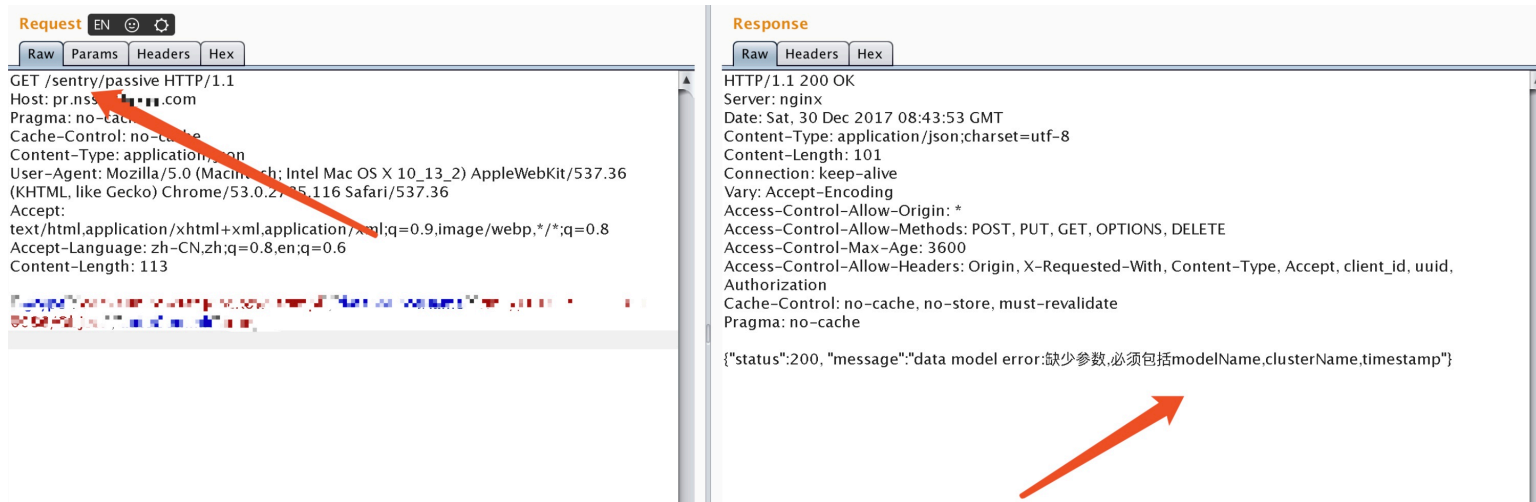 Request EN
Raw Params Headers Hex
GET /sentry/passive HTTP/1.1
Host: pr.nss .com
Pragma: no-cache
Cache-Control: no-cache
Content-Type: application/json
User-Agent: Mozilla/5.0 (Macintosh; Intel Mac OS X 10_13_2) AppleWebKit/537.36
(KHTML, like Gecko) Chrome/53.0.2785.116 Safari/537.36
Accept:
text/html,application/xhtml+xml,application/xml;q=0.9,image/webp,*/*;q=0.8
Accept-Language: zh-CN,zh;q=0.8,en;q=0.6
Content-Length: 113
Response
Raw Headers Hex
HTTP/1.1 200 OK
Server: nginx
Date: Sat, 30 Dec 2017 08:43:53 GMT
Content-Type: application/json;charset=utf-8
Content-Length: 101
Connection: keep-alive
Vary: Accept-Encoding
Access-Control-Allow-Origin: *
Access-Control-Allow-Methods: POST, PUT, GET, OPTIONS, DELETE
Access-Control-Max-Age: 3600
Access-Control-Allow-Headers: Origin, X-Requested-With, Content-Type, Accept, client_id, uuid,
Authorization
Cache-Control: no-cache, no-store, must-revalidate
Pragma: no-cache
{"status":200, "message":"data model error:缺少参数,必须包括modelName,clusterName,timestamp"}